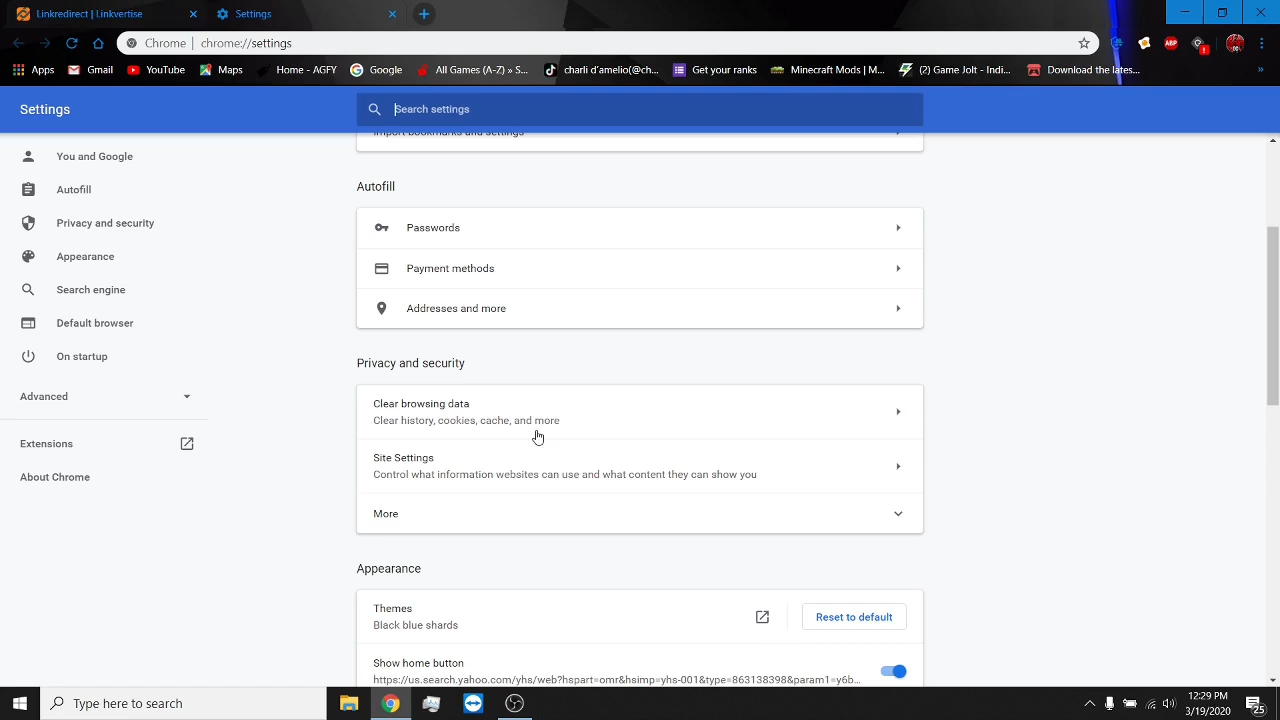 Linkredirect | Linkvertise
Settings
Chrome | chrome://settings
Apps
Gmail
YouTube
Maps
Home - AGFY
Google
All Games (A-Z) » S...
charli d'amelio(@ch...
Get your ranks
Minecraft Mods | M...
(2) Game Jolt - Indi...
Download the lates...
»
Settings
Search settings
Import bookmarks and settings
You and Google
Autofill
Privacy and security
Appearance
Search engine
Default browser
On startup
Advanced
Extensions
About Chrome
Autofill
Passwords
Payment methods
Addresses and more
Privacy and security
Clear browsing data
Clear history, cookies, cache, and more
Site Settings
Control what information websites can use and what content they can show you
More
Appearance
Themes
Black blue shards
Reset to default
Show home button
https://us.search.yahoo.com/yhs/web?hspart=omr&hsimp=yhs-001&type=863138398&param1=y6b...
Type here to search
12:29 PM
3/19/2020
25